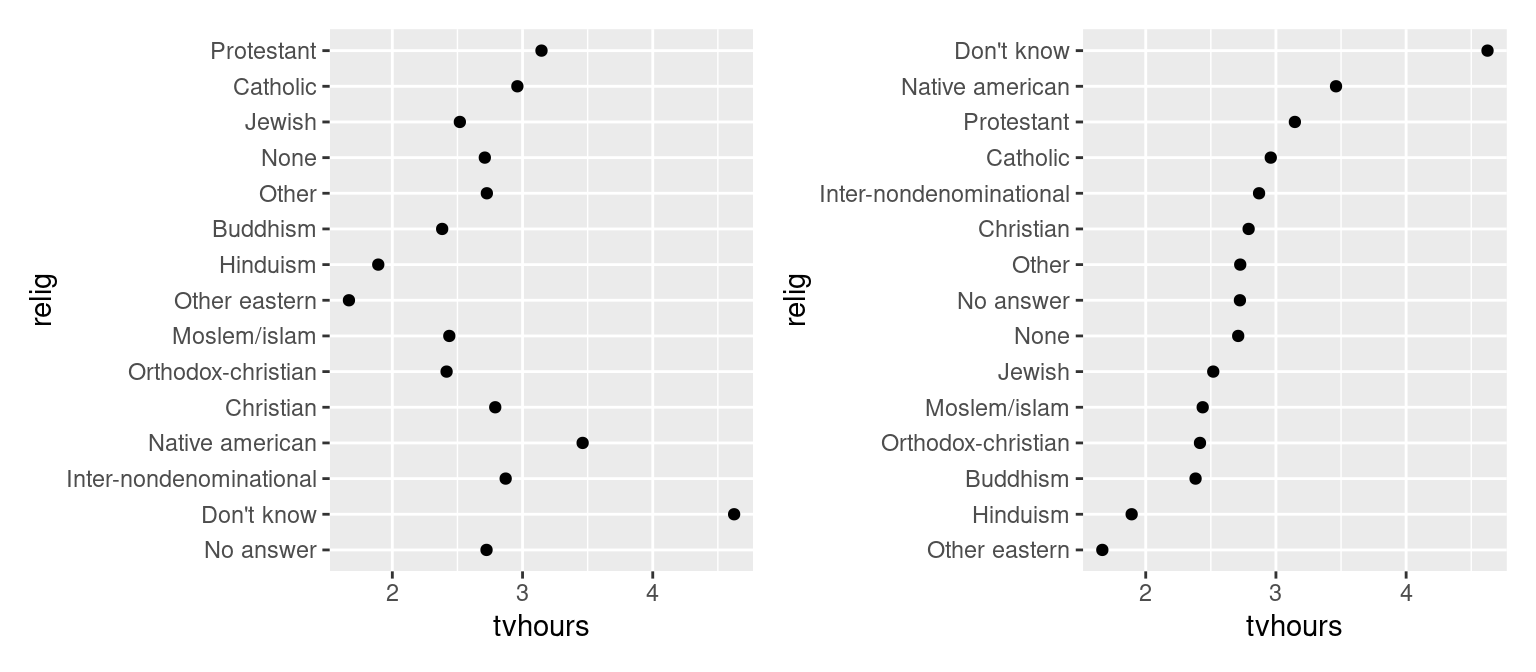 Protestant
Catholic
Jewish
None
Other
Buddhism
Hinduism
Other eastern
Moslem/islam
Orthodox-christian
Christian
Native american
Inter-nondenominational
Don't know
No answer
relig
2 3 4
tvhours
Don't know
Native american
Protestant
Catholic
Inter-nondenominational
Christian
Other
No answer
None
Jewish
Moslem/islam
Orthodox-christian
Buddhism
Hinduism
Other eastern
relig
2 3 4
tvhours